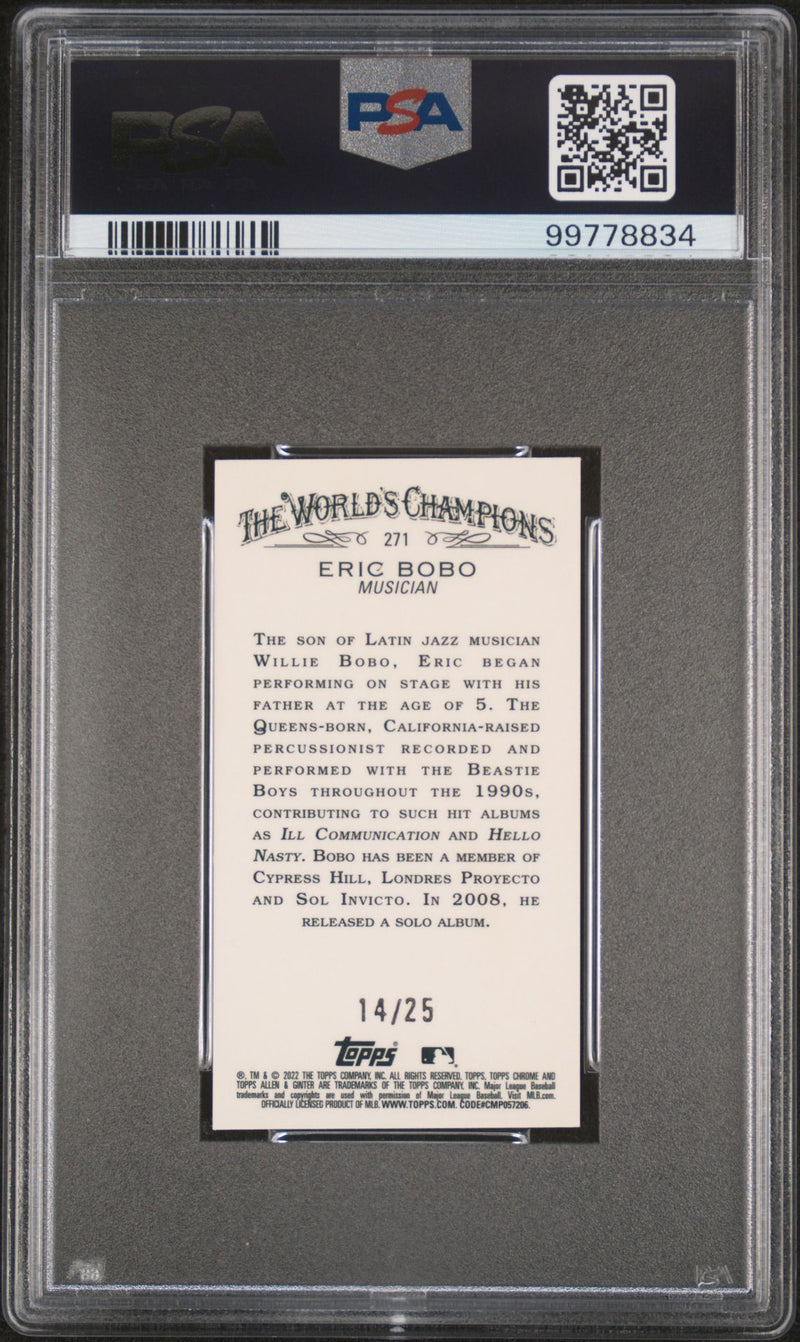 PSA
PSA
99778834
THE WORLD'S CHAMPIONS
271
ERIC BOBO
MUSICIAN
THE SON OF LATIN JAZZ MUSICIAN
WILLIE BOBO, ERIC BEGAN
PERFORMING ON STAGE WITH HIS
FATHER AT THE AGE OF 5. THE
QUEENS-BORN, CALIFORNIA-RAISED
PERCUSSIONIST RECORDED AND
PERFORMED WITH THE BEASTIE
BOYS THROUGHOUT THE 1990S,
CONTRIBUTING TO SUCH HIT ALBUMS
AS ILL COMMUNICATION AND HELLO
NASTY. BOBO HAS BEEN A MEMBER OF
CYPRESS HILL, LONDRES PROYECTO
AND SOL INVICTO. IN 2008, HE
RELEASED A SOLO ALBUM.
14/25
Topps
®, TM & © 2022 THE TOPPS COMPANY, INC. ALL RIGHTS RESERVED. TOPPS, TOPPS CHROME AND
TOPPS ALLEN & GINTER ARE TRADEMARKS OF THE TOPPS COMPANY, INC. Major League Baseball
trademarks and copyrights are used with permission of Major League Baseball. Visit MLB.com.
OFFICIALLY LICENSED PRODUCT OF MLB. WWW.TOPPS.COM. CODE#CMP057206.